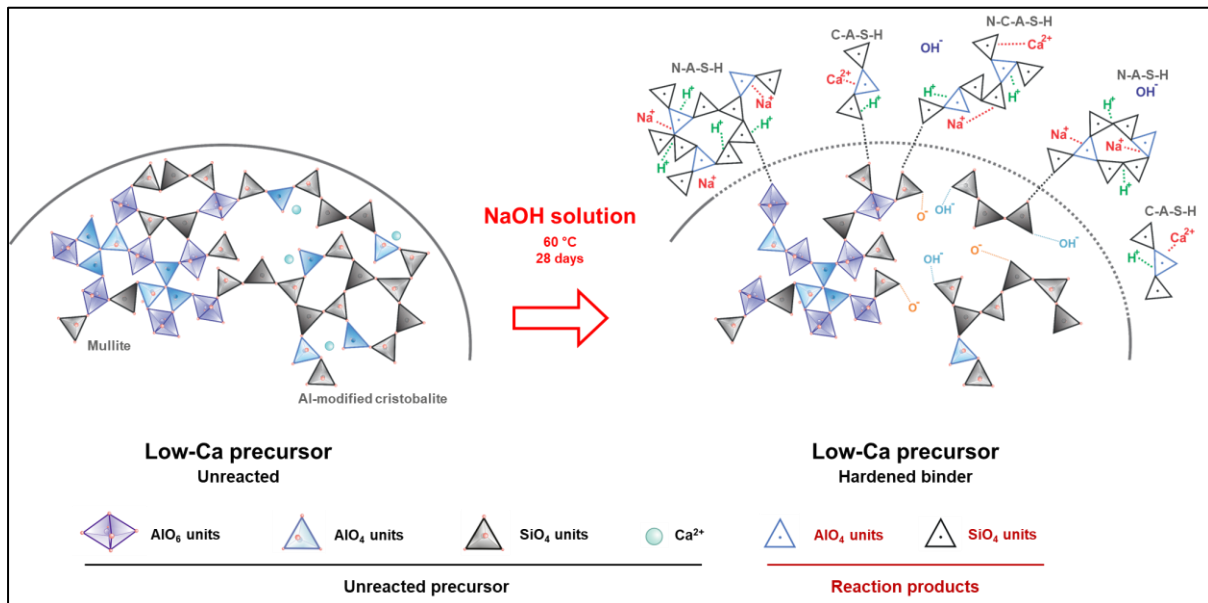 N-C-A-S-H
C-A-S-H
Ca²⁺
OH⁻
N-A-S-H
N-A-S-H
Ca²⁺
OH⁻
H⁺
Na⁺
H⁺
H⁺
H⁺
Na⁺
H⁺
H⁺
Na⁺
H⁺
Na⁺
H⁺
Na⁺
Na⁺
H⁺
C-A-S-H
Ca²⁺
H⁺
NaOH solution
60 °C
28 days
O⁻
OH⁻
OH⁻
O⁻
OH⁻
O⁻
Mullite
Al-modified cristobalite
Low-Ca precursor
Unreacted
Low-Ca precursor
Hardened binder
AlO₆ units
AlO₄ units
SiO₄ units
Ca²⁺
AlO₄ units
SiO₄ units
Unreacted precursor
Reaction products